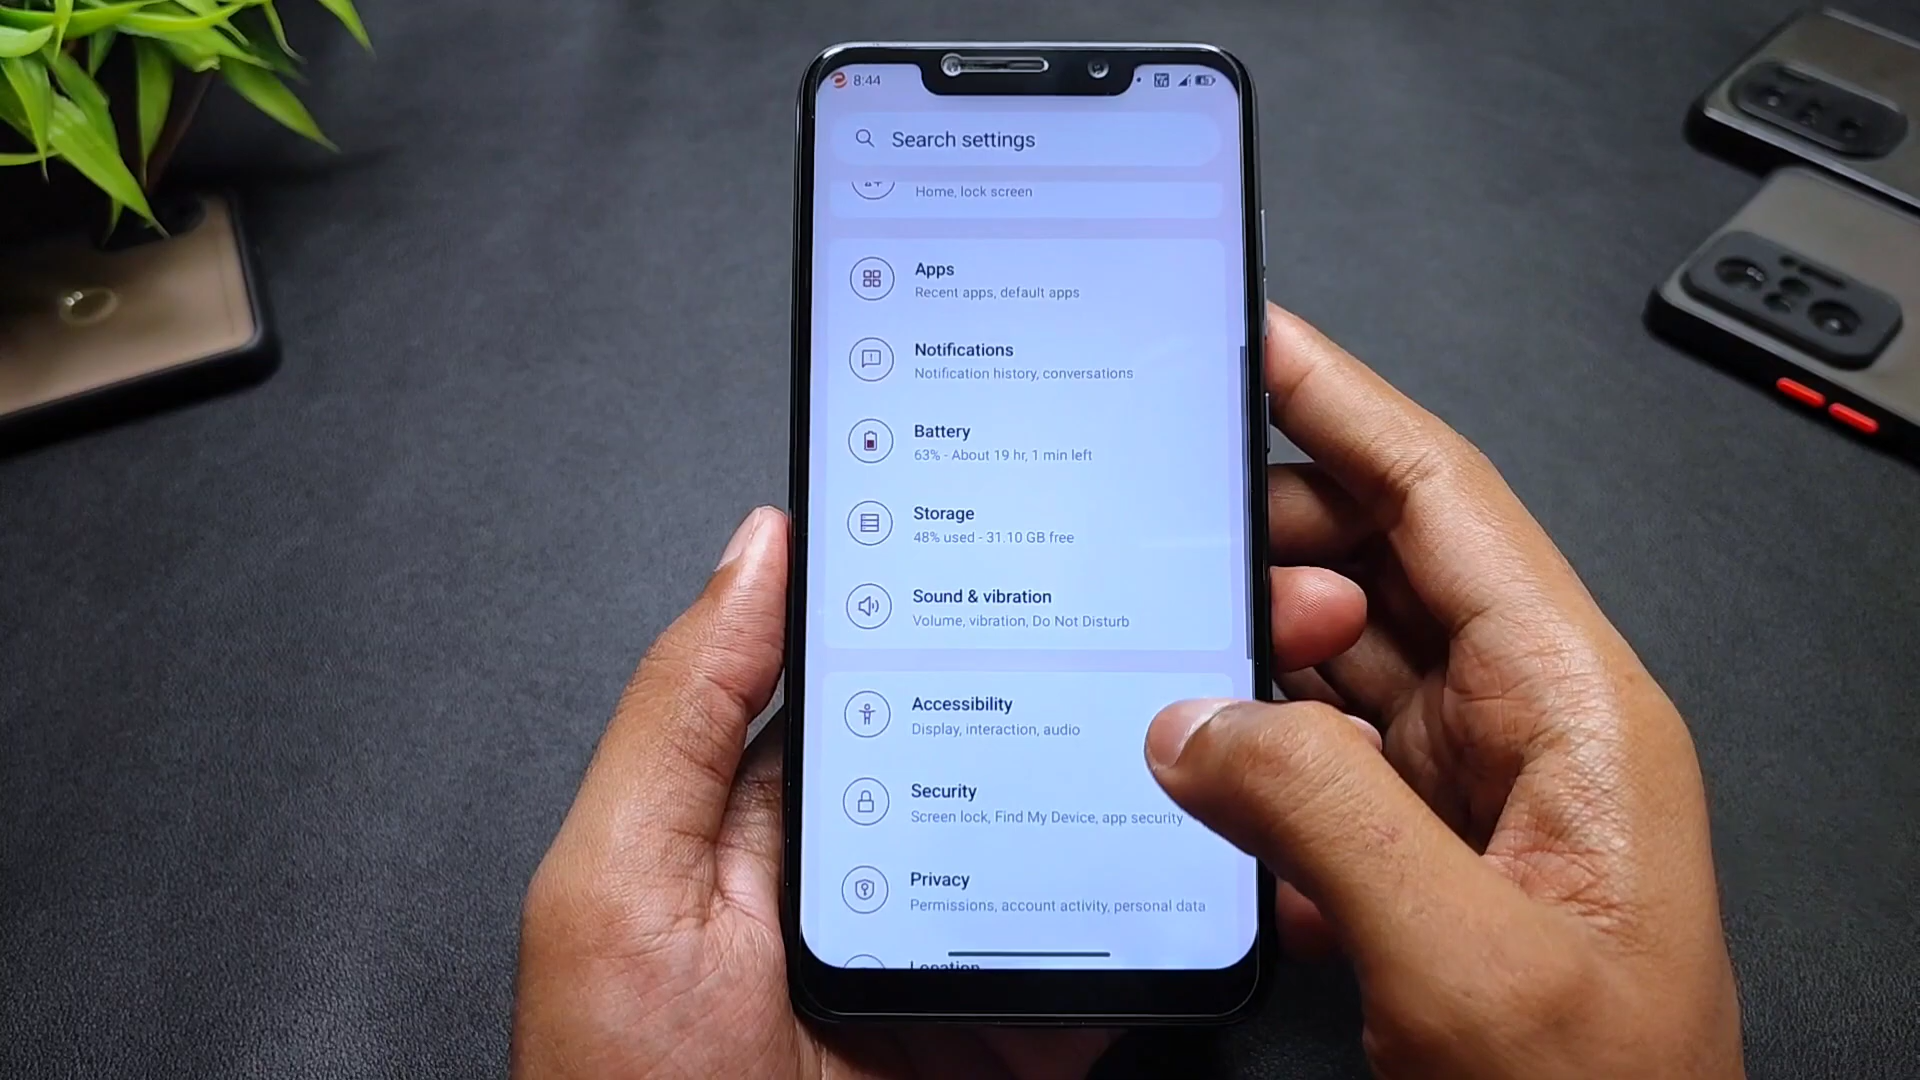 8:44
Search settings
Home, lock screen
Apps
Recent apps, default apps
Notifications
Notification history, conversations
Battery
63% - About 19 hr, 1 min left
Storage
48% used - 31.10 GB free
Sound & vibration
Volume, vibration, Do Not Disturb
Accessibility
Display, interaction, audio
Security
Screen lock, Find My Device, app security
Privacy
Permissions, account activity, personal data
Location